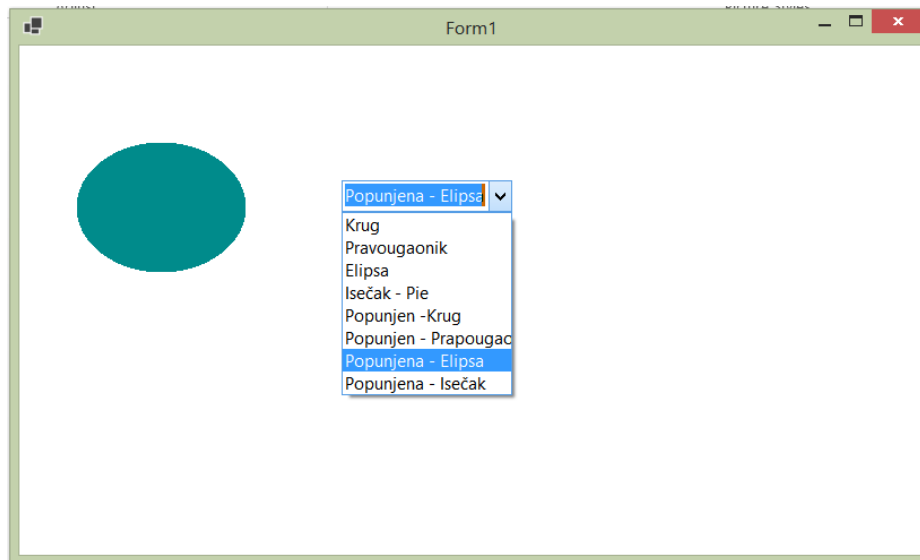 Form1
Popunjena - Elipsa
Krug
Pravougaonik
Elipsa
Isečak - Pie
Popunjen -Krug
Popunjen - Prapougao
Popunjena - Elipsa
Popunjena - Isečak